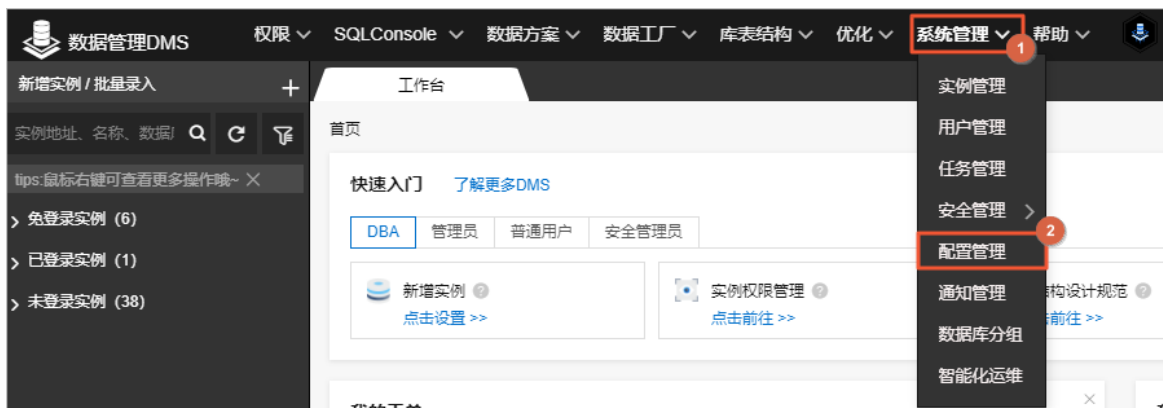 数据管理DMS 权限 SQLConsole 数据方案 数据工厂 库表结构 优化 系统管理 帮助
1
新增实例 / 批量录入 +
工作台
实例管理
实例地址、名称、数据
首页
用户管理
tips:鼠标右键可查看更多操作哦~
快速入门 了解更多DMS
任务管理
免登录实例 (6)
DBA 管理员 普通用户 安全管理员
安全管理
2
已登录实例 (1)
配置管理
未登录实例 (38)
新增实例
实例权限管理
通知管理
构设计规范
点击设置 >>
点击前往 >>
前往 >>
数据库分组
智能化运维
我的工单